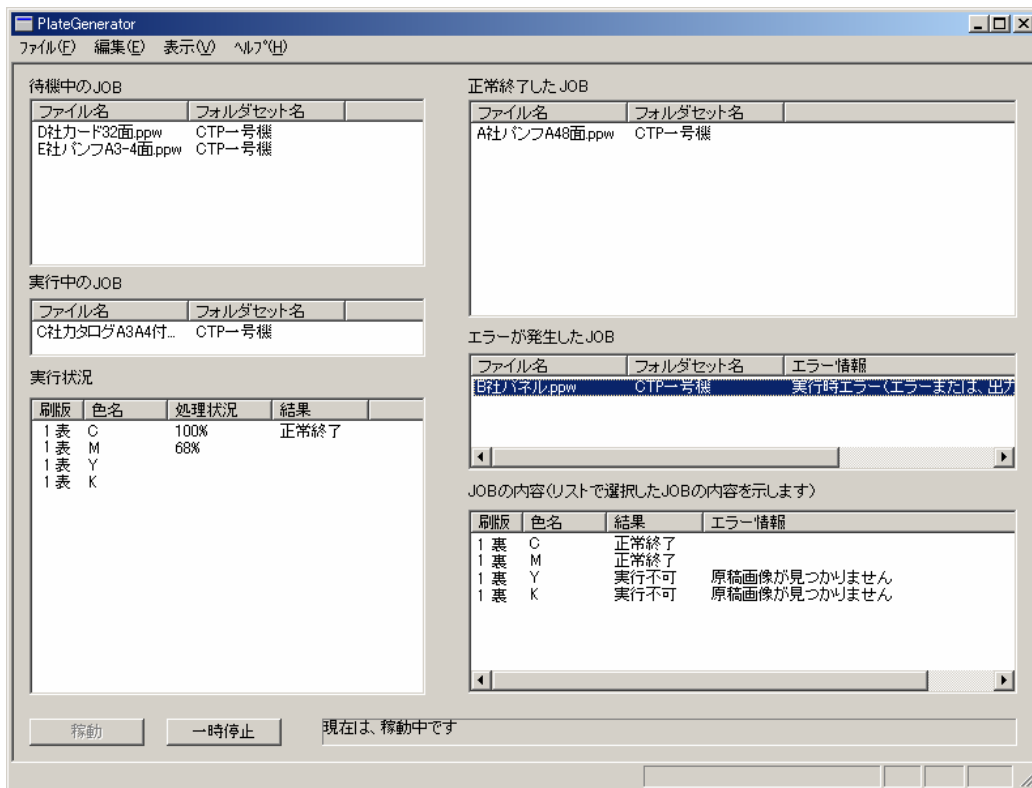 PlateGenerator
ファイル(F) 編集(E) 表示(V) ヘルプ(H)
待機中のJOB
ファイル名 フォルダセット名
D社カード32面.ppw CTP一号機
E社パンフA3-4面.ppw CTP一号機
実行中のJOB
ファイル名 フォルダセット名
C社カタログA3A4付... CTP一号機
実行状況
刷版 色名 処理状況 結果
1 表 C 100% 正常終了
1 表 M 68%
1 表 Y
1 表 K
正常終了したJOB
ファイル名 フォルダセット名
A社パンフA48面.ppw CTP一号機
エラーが発生したJOB
ファイル名 フォルダセット名 エラー情報
B社パネル.ppw CTP一号機 実行時エラー(エラーまたは、出力
JOBの内容(リストで選択したJOBの内容を示します)
刷版 色名 結果 エラー情報
1 裏 C 正常終了
1 裏 M 正常終了
1 裏 Y 実行不可 原稿画像が見つかりません
1 裏 K 実行不可 原稿画像が見つかりません
稼動 一時停止 現在は、稼動中です